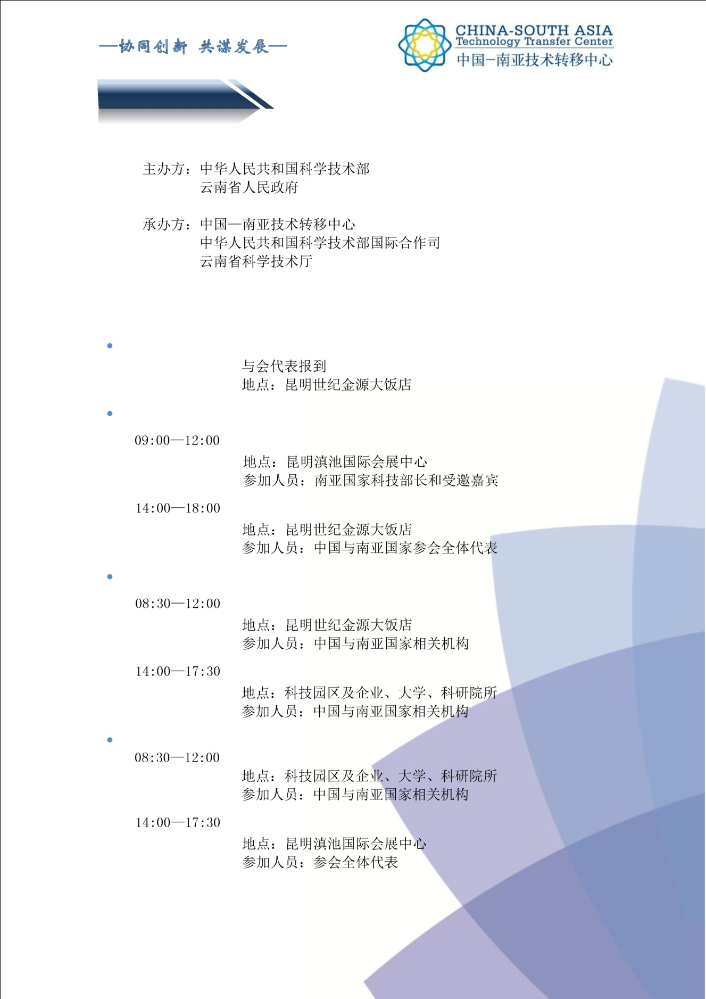 —协同创新 共谋发展—
CHINA-SOUTH ASIA
Technology Transfer Center
中国-南亚技术转移中心
主办方：中华人民共和国科学技术部
云南省人民政府
承办方：中国—南亚技术转移中心
中华人民共和国科学技术部国际合作司
云南省科学技术厅
与会代表报到
地点：昆明世纪金源大饭店
09:00—12:00
地点：昆明滇池国际会展中心
参加人员：南亚国家科技部长和受邀嘉宾
14:00—18:00
地点：昆明世纪金源大饭店
参加人员：中国与南亚国家参会全体代表
08:30—12:00
地点：昆明世纪金源大饭店
参加人员：中国与南亚国家相关机构
14:00—17:30
地点：科技园区及企业、大学、科研院所
参加人员：中国与南亚国家相关机构
08:30—12:00
地点：科技园区及企业、大学、科研院所
参加人员：中国与南亚国家相关机构
14:00—17:30
地点：昆明滇池国际会展中心
参加人员：参会全体代表